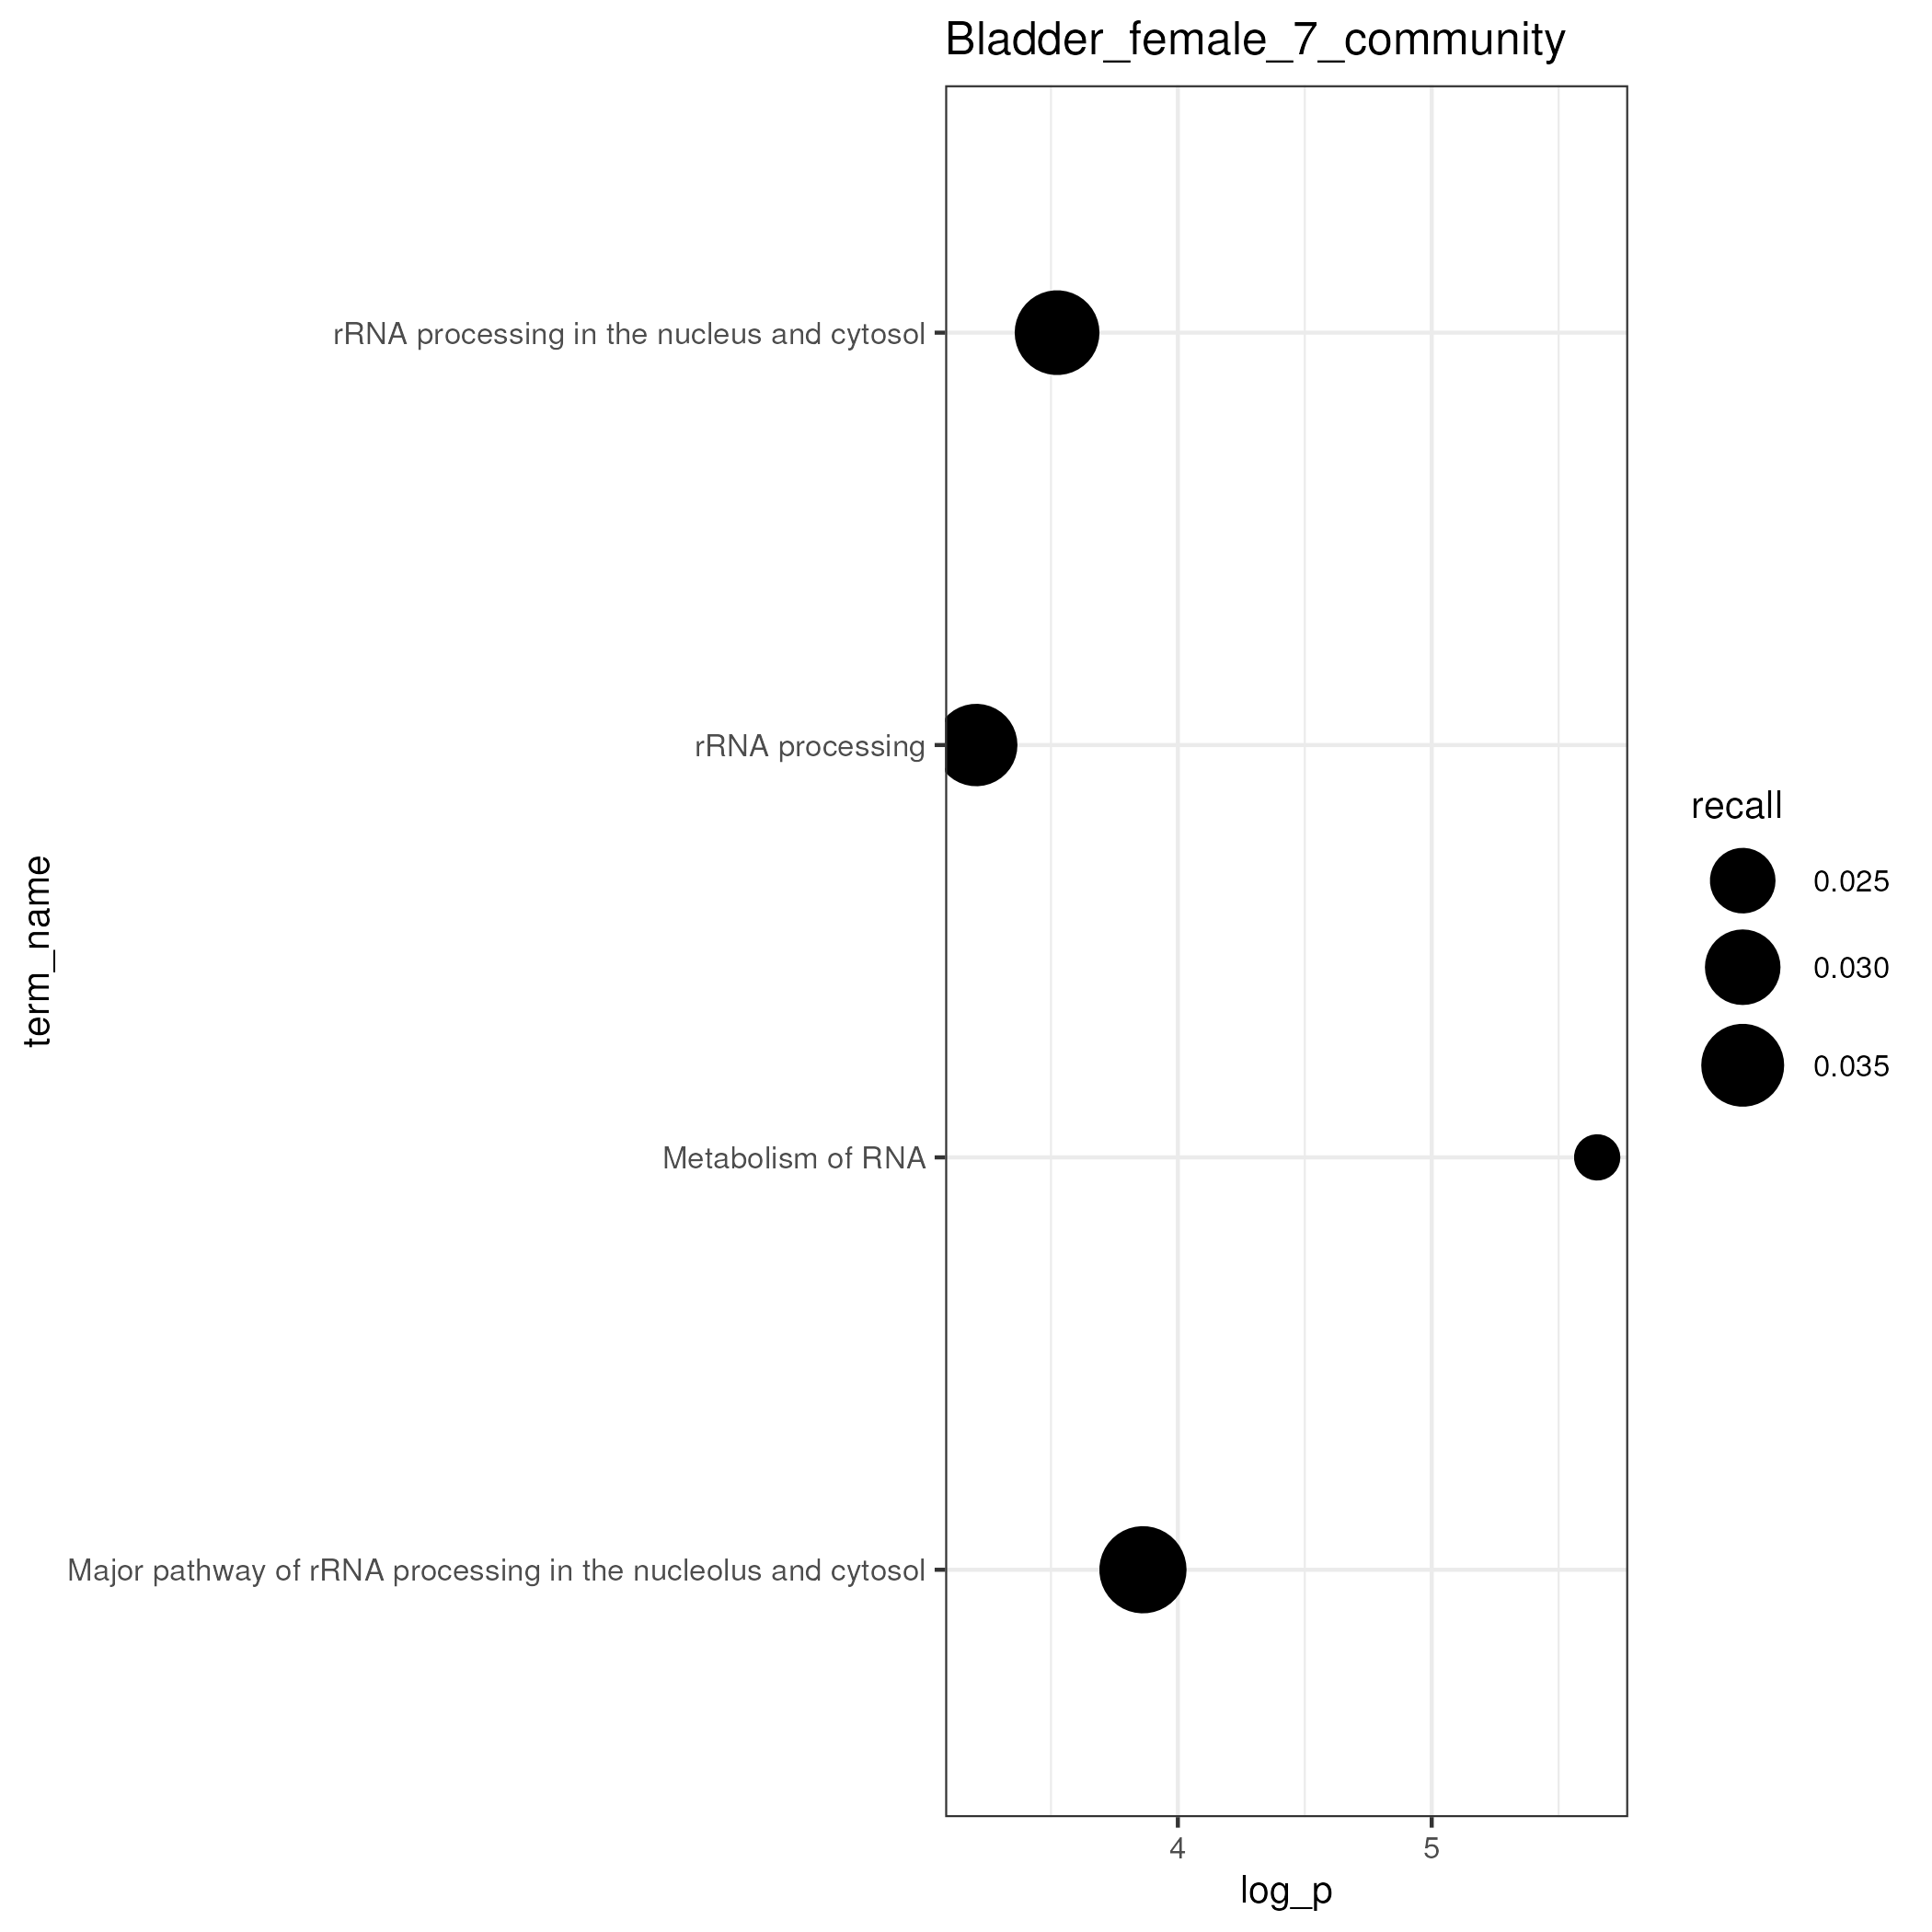 Bladder_female_7_community
term_name
rRNA processing in the nucleus and cytosol
rRNA processing
Metabolism of RNA
Major pathway of rRNA processing in the nucleolus and cytosol
4
5
log_p
recall
0.025
0.030
0.035